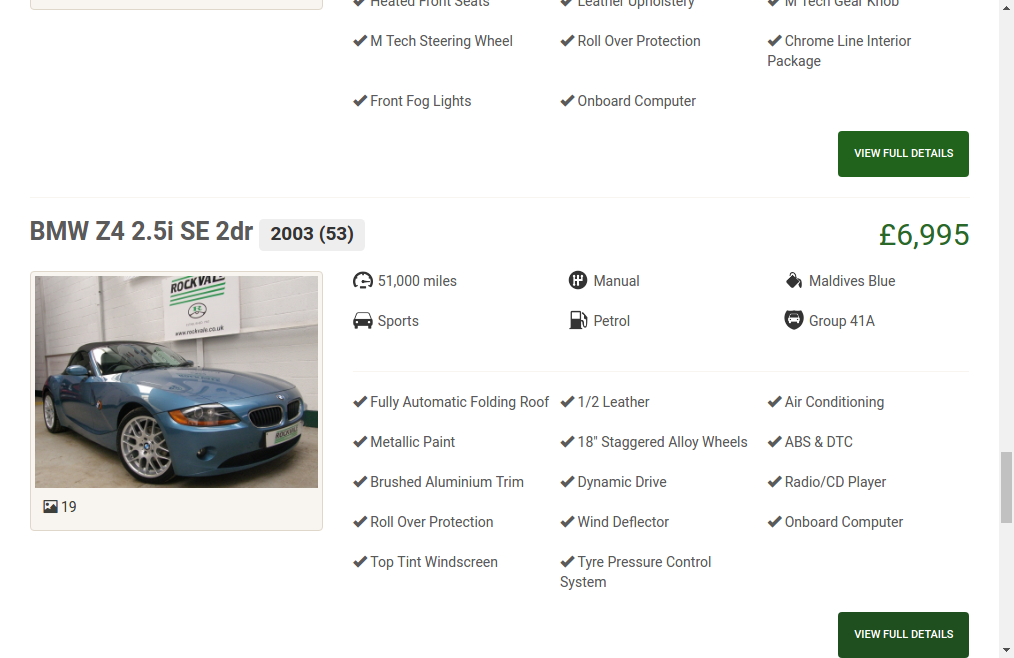 Heated Front Seats
Leather Upholstery
M Tech Gear Knob
M Tech Steering Wheel
Roll Over Protection
Chrome Line Interior
Package
Front Fog Lights
Onboard Computer
VIEW FULL DETAILS
BMW Z4 2.5i SE 2dr
2003 (53)
£6,995
ROCKVALE
www.rockvale.co.uk
ROCKVALE
19
51,000 miles
Manual
Maldives Blue
Sports
Petrol
Group 41A
Fully Automatic Folding Roof
1/2 Leather
Air Conditioning
Metallic Paint
18" Staggered Alloy Wheels
ABS & DTC
Brushed Aluminium Trim
Dynamic Drive
Radio/CD Player
Roll Over Protection
Wind Deflector
Onboard Computer
Top Tint Windscreen
Tyre Pressure Control
System
VIEW FULL DETAILS